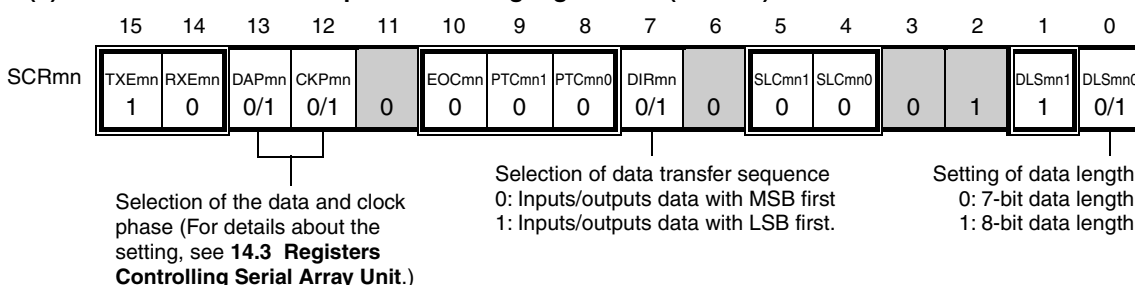 15 14 13 12 11 10 9 8 7 6 5 4 3 2 1 0
SCRmn
TXEmn RXEmn DAPmn CKPmn EOCmn PTCmn1 PTCmn0 DIRmn SLCmn1 SLCmn0 DLSmn1 DLSmn0
1 0 0/1 0/1 0 0 0 0 0/1 0 0 0 0 1 1 0/1
Selection of the data and clock
phase (For details about the
setting, see 14.3 Registers
Controlling Serial Array Unit.)
Selection of data transfer sequence
0: Inputs/outputs data with MSB first
1: Inputs/outputs data with LSB first.
Setting of data length
0: 7-bit data length
1: 8-bit data length